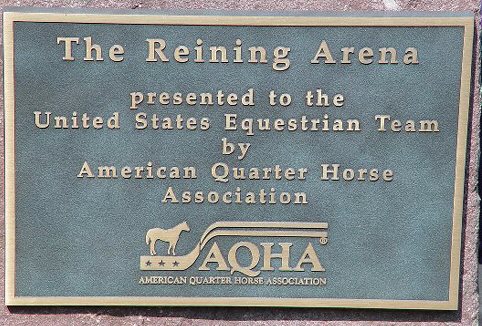 The Reining Arena
presented to the
United States Equestrian Team
by
American Quarter Horse
Association
AQHA®
AMERICAN QUARTER HORSE ASSOCIATION